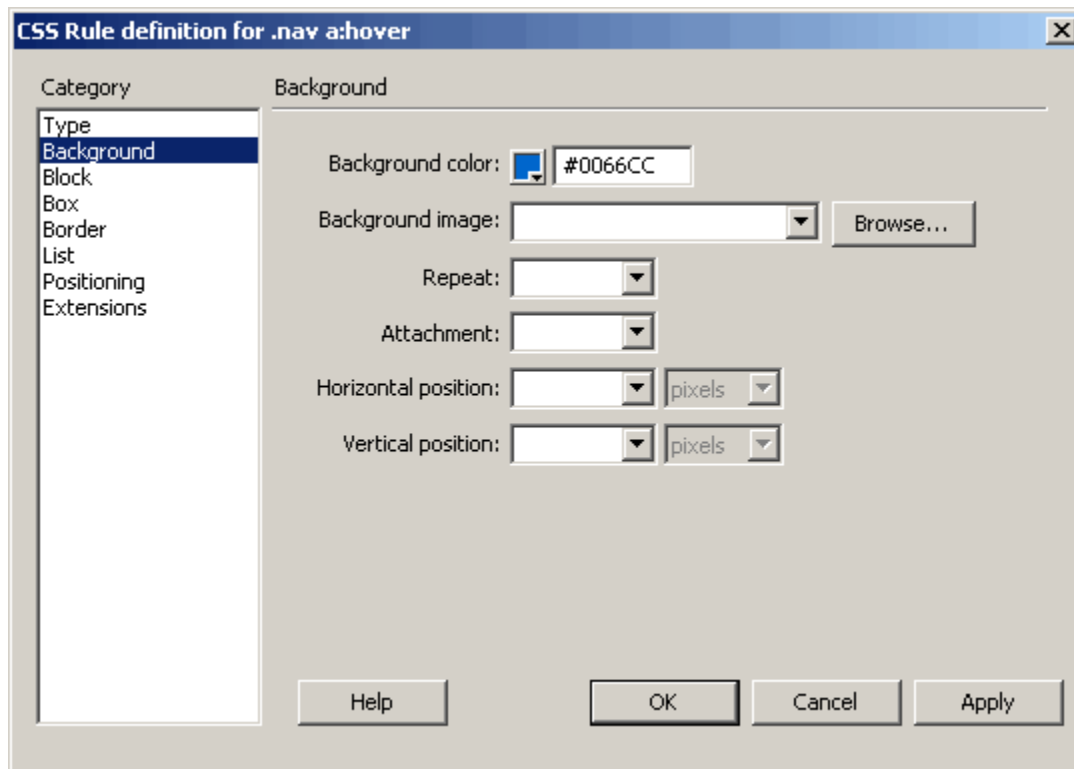 CSS Rule definition for .nav a:hover
Category
Background
Type
Background
Block
Box
Border
List
Positioning
Extensions
Background color: #0066CC
Background image: Browse...
Repeat:
Attachment:
Horizontal position: pixels
Vertical position: pixels
Help OK Cancel Apply